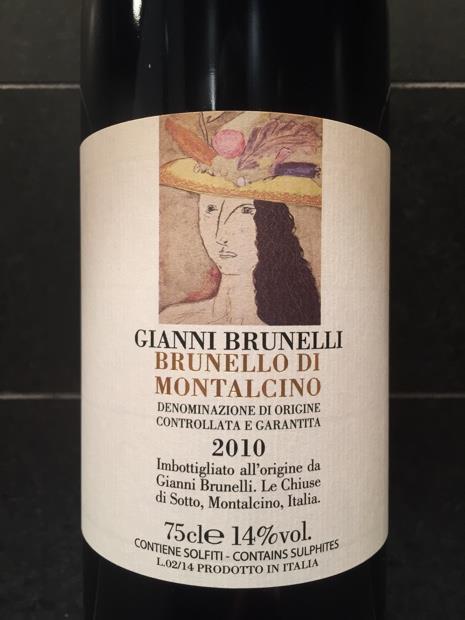 GIANNI BRUNELLI
BRUNELLO DI
MONTALCINO
DENOMINAZIONE DI ORIGINE
CONTROLLATA E GARANTITA
2010
Imbottigliato all'origine da
Gianni Brunelli. Le Chiuse
di Sotto, Montalcino, Italia.
75cl℮ 14%vol.
CONTIENE SOLFITI - CONTAINS SULPHITES
L.02/14 PRODOTTO IN ITALIA